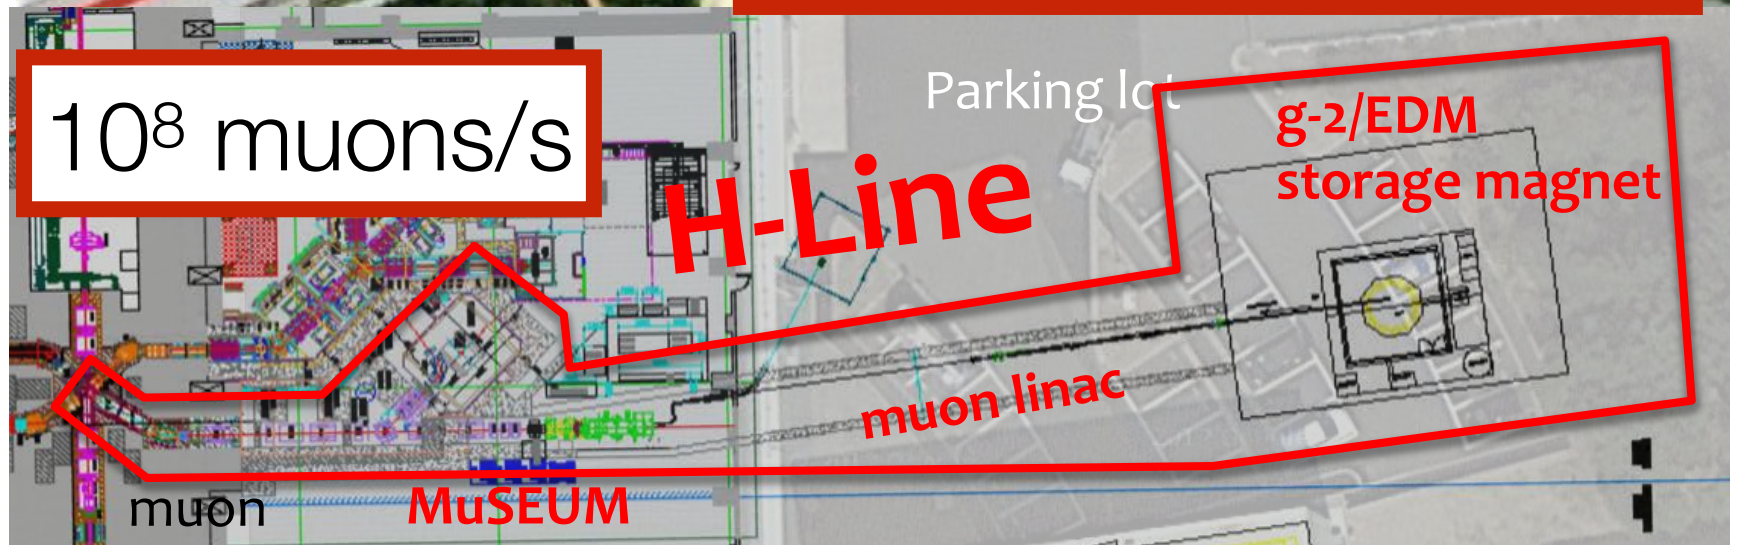 Parking lot
10⁸ muons/s
g-2/EDM
storage magnet
H-Line
muon linac
muon
MuSEUM